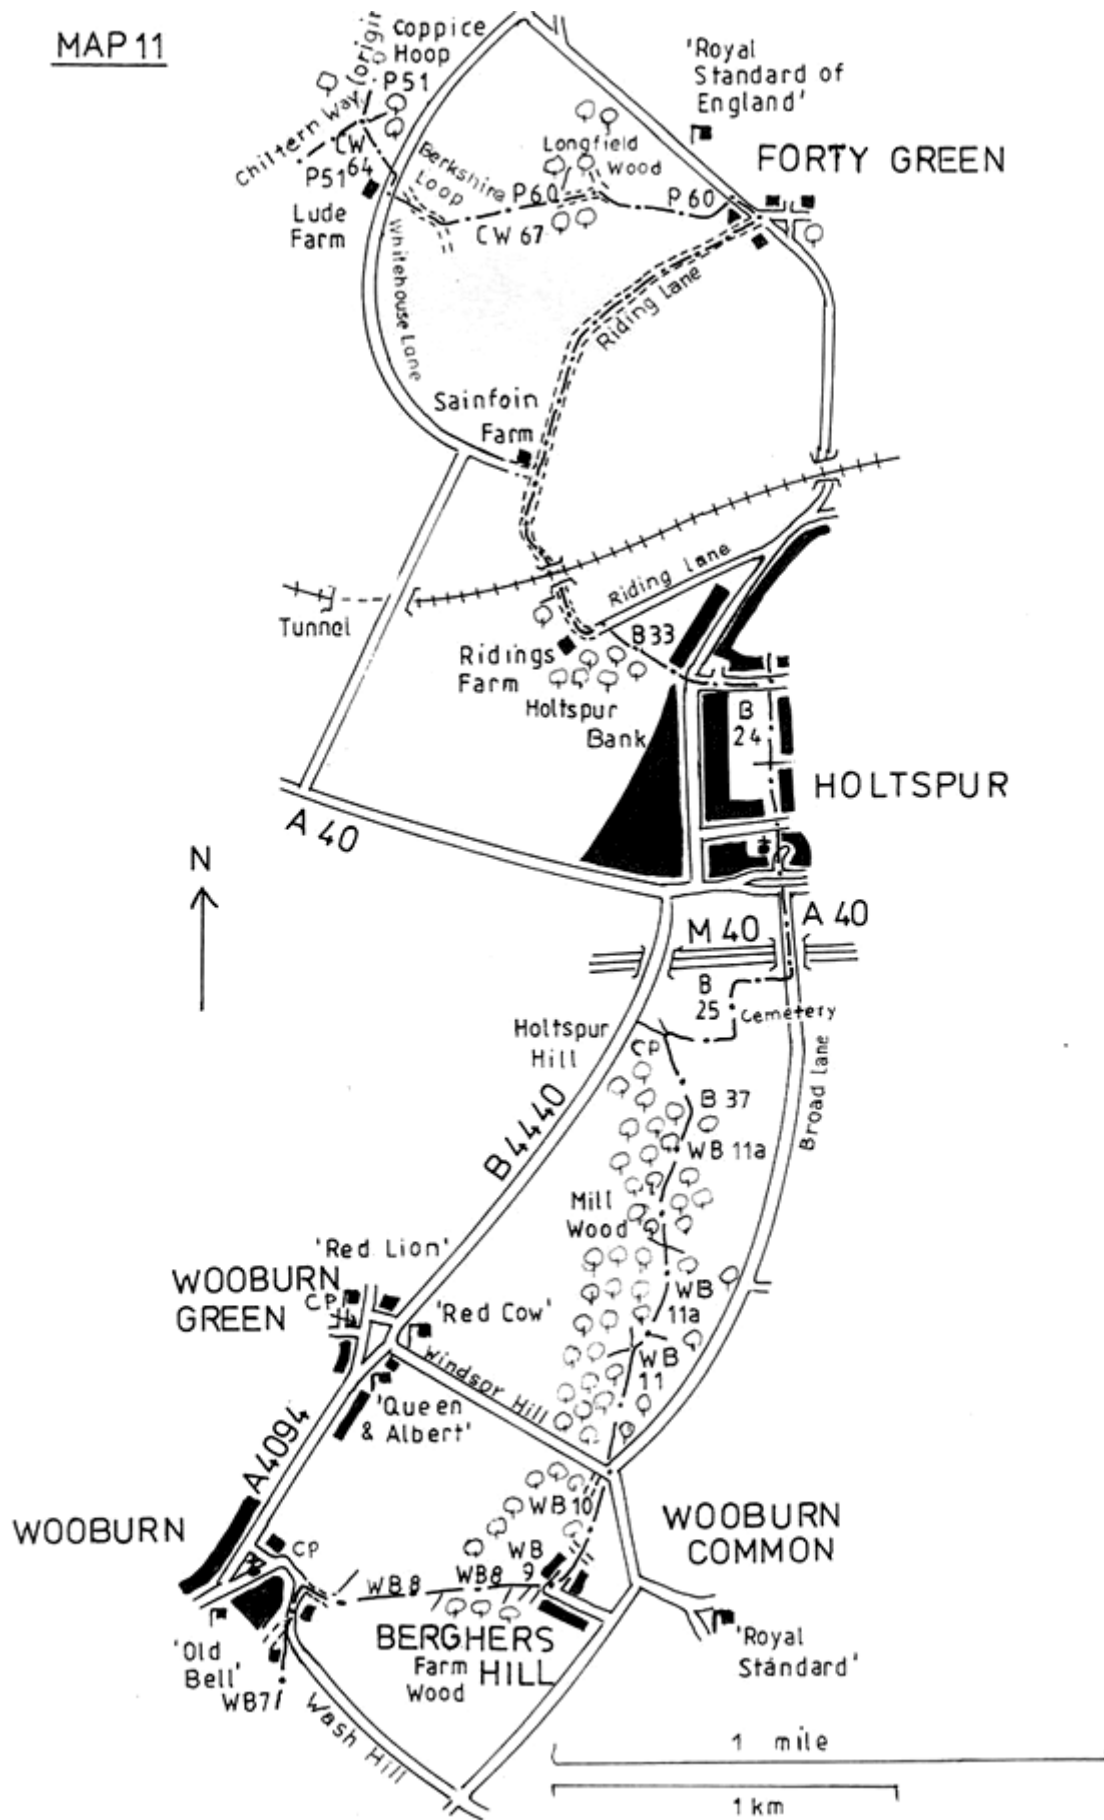 MAP 11
Coppice
Hoop
P51
Chiltern Way (origin
CW
64
P51
Lude
Farm
Berkshire
Loop
P60
CW 67
Longfield
Wood
P 60
'Royal
Standard of
England'
FORTY GREEN
Whitehouse Lane
Riding Lane
Sainfoin
Farm
Tunnel
Riding Lane
B33
Ridings
Farm
Holtspur
Bank
B
24
HOLTSPUR
A 40
N
M 40
A 40
B
25
Cemetery
Holtspur
Hill
CP
B4440
B 37
WB 11a
Broad Lane
Mill
Wood
WB
11a
WB
11
'Red Lion'
WOOBURN
GREEN
CP
'Red Cow'
Windsor Hill
'Queen
& Albert'
A4094
WOOBURN
CP
WB10
WB
9
WB8
WB8
WOOBURN
COMMON
BERGHERS
HILL
Farm
Wood
'Royal
Standard'
'Old
Bell'
WB7
Wash Hill
1 mile
1 km